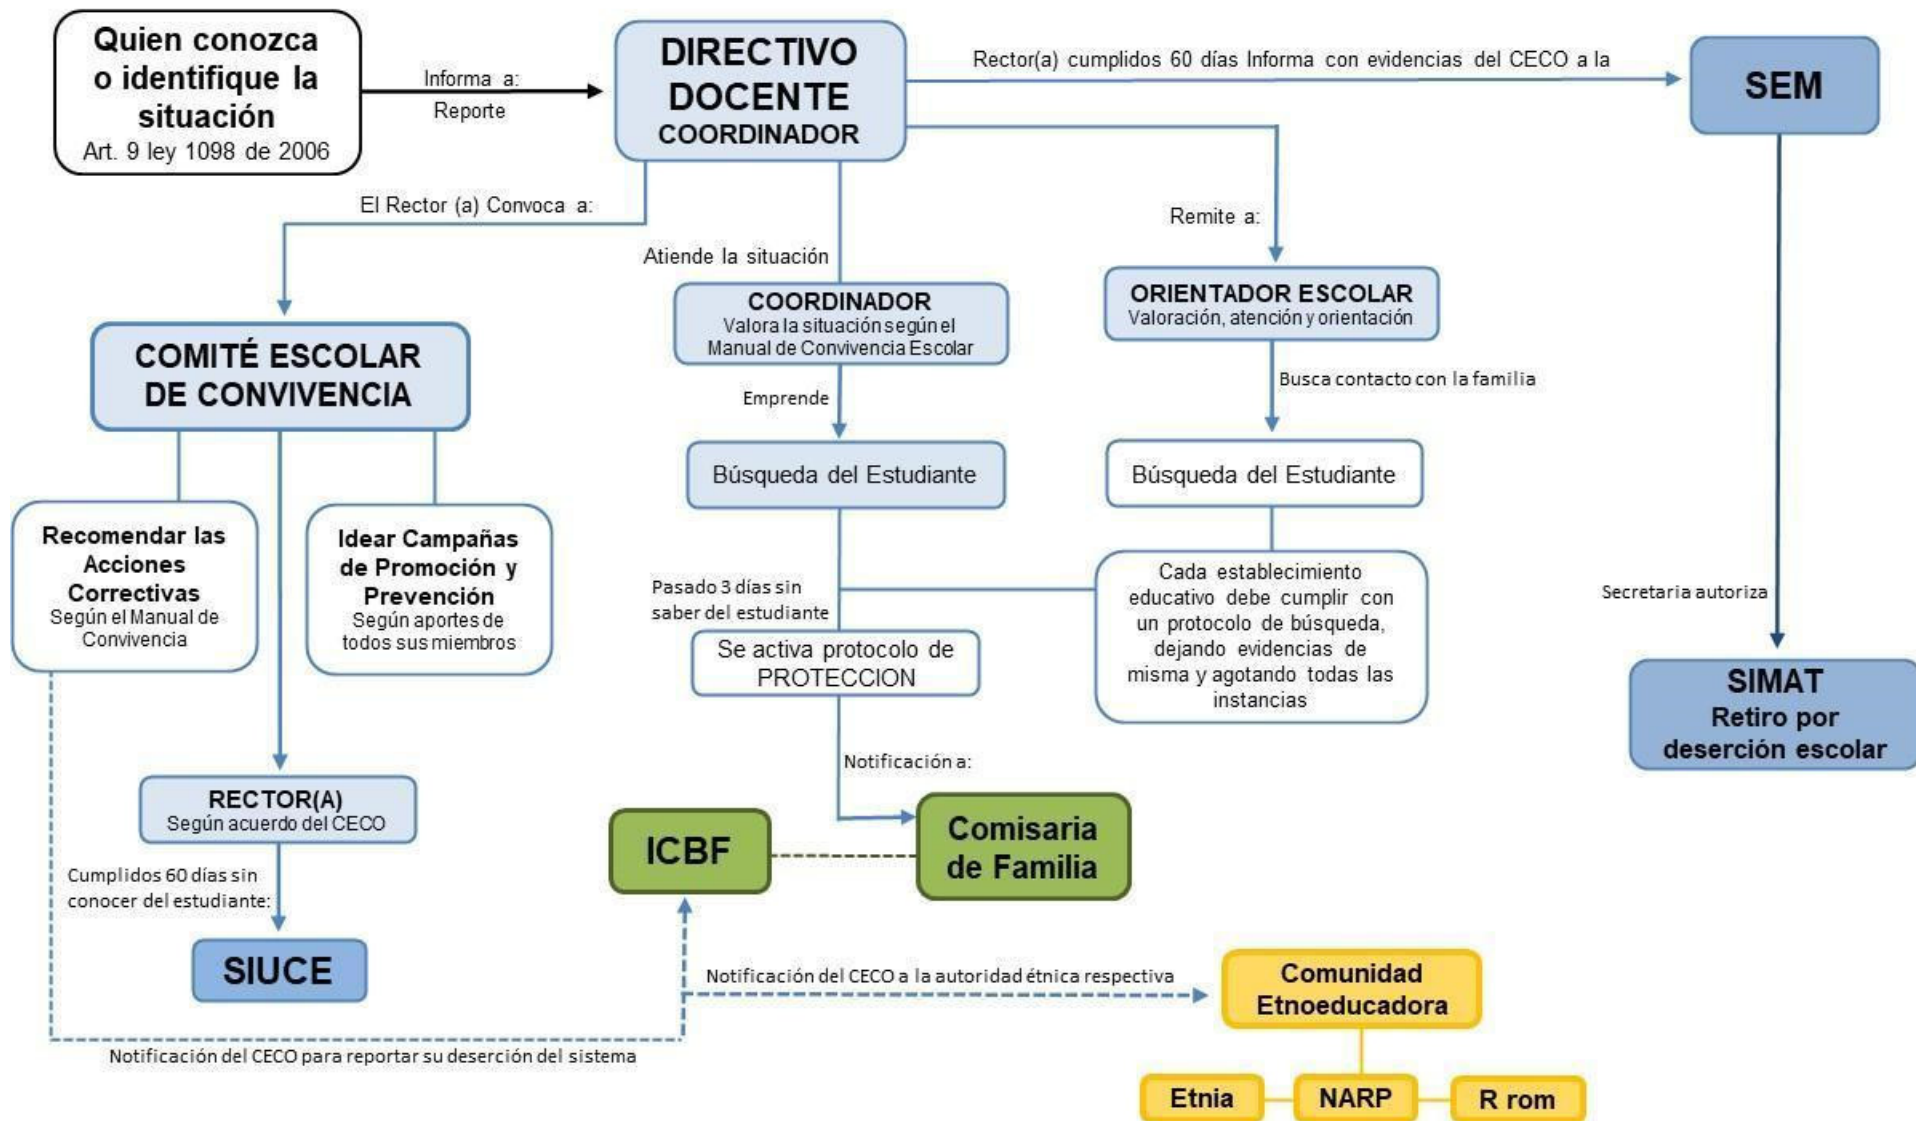 Quien conozca
o identifique la
situación
Art. 9 ley 1098 de 2006
Informa a:
Reporte
DIRECTIVO
DOCENTE
COORDINADOR
Rector(a) cumplidos 60 días Informa con evidencias del CECO a la
SEM
El Rector (a) Convoca a:
Atiende la situación
Remite a:
COMITÉ ESCOLAR
DE CONVIVENCIA
COORDINADOR
Valora la situación según el
Manual de Convivencia Escolar
ORIENTADOR ESCOLAR
Valoración, atención y orientación
Emprende
Busca contacto con la familia
Búsqueda del Estudiante
Búsqueda del Estudiante
Recomendar las
Acciones
Correctivas
Según el Manual de
Convivencia
Idear Campañas
de Promoción y
Prevención
Según aportes de
todos sus miembros
Pasado 3 días sin
saber del estudiante
Cada establecimiento
educativo debe cumplir con
un protocolo de búsqueda,
dejando evidencias de
misma y agotando todas las
instancias
Secretaria autoriza
Se activa protocolo de
PROTECCION
SIMAT
Retiro por
deserción escolar
Notificación a:
RECTOR(A)
Según acuerdo del CECO
ICBF
Comisaria
de Familia
Cumplidos 60 días sin
conocer del estudiante:
SIUCE
Notificación del CECO a la autoridad étnica respectiva
Comunidad
Etnoeducadora
Notificación del CECO para reportar su deserción del sistema
Etnia
NARP
R rom